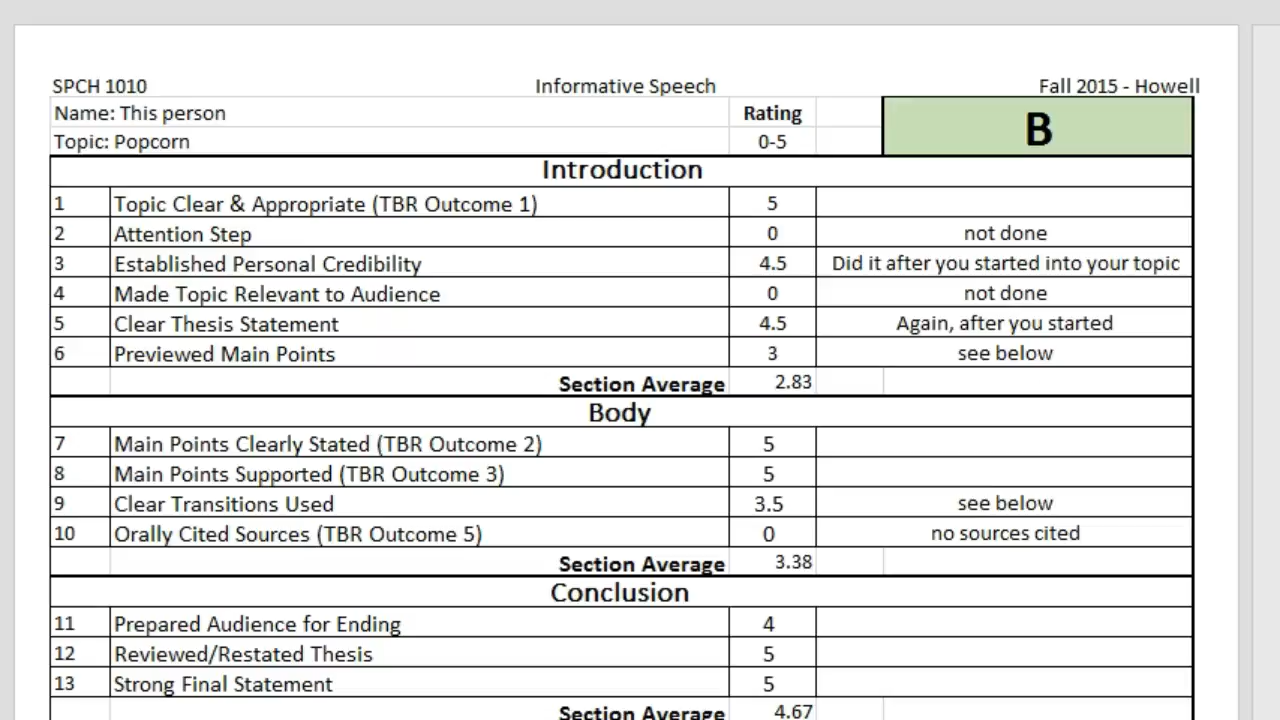 SPCH 1010 Informative Speech Fall 2015 - Howell
Name: This person Rating B
Topic: Popcorn 0-5
Introduction
1 Topic Clear & Appropriate (TBR Outcome 1) 5
2 Attention Step 0 not done
3 Established Personal Credibility 4.5 Did it after you started into your topic
4 Made Topic Relevant to Audience 0 not done
5 Clear Thesis Statement 4.5 Again, after you started
6 Previewed Main Points 3 see below
Section Average 2.83
Body
7 Main Points Clearly Stated (TBR Outcome 2) 5
8 Main Points Supported (TBR Outcome 3) 5
9 Clear Transitions Used 3.5 see below
10 Orally Cited Sources (TBR Outcome 5) 0 no sources cited
Section Average 3.38
Conclusion
11 Prepared Audience for Ending 4
12 Reviewed/Restated Thesis 5
13 Strong Final Statement 5
Section Average 4.67